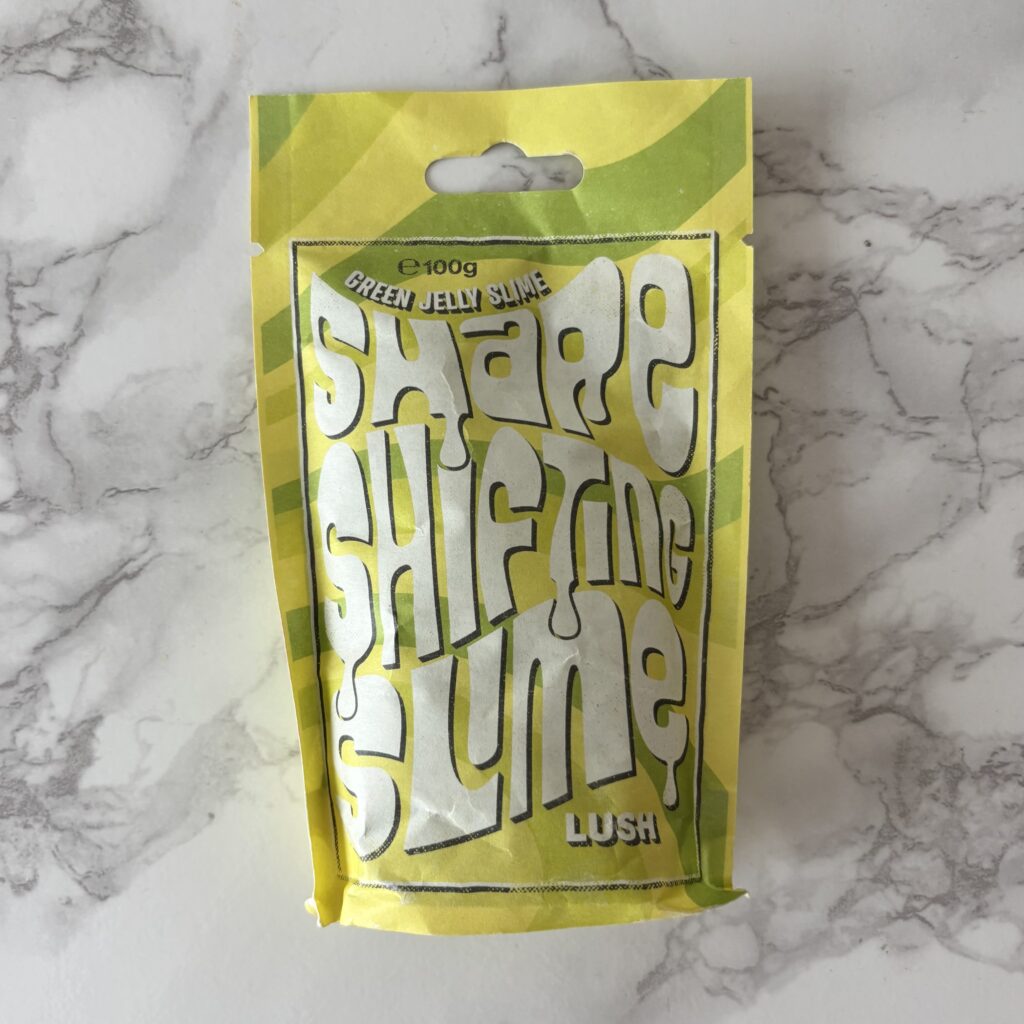 ℮100g
GREEN JELLY SLIME
SHAPE
SHIFTING
SLIME
LUSH